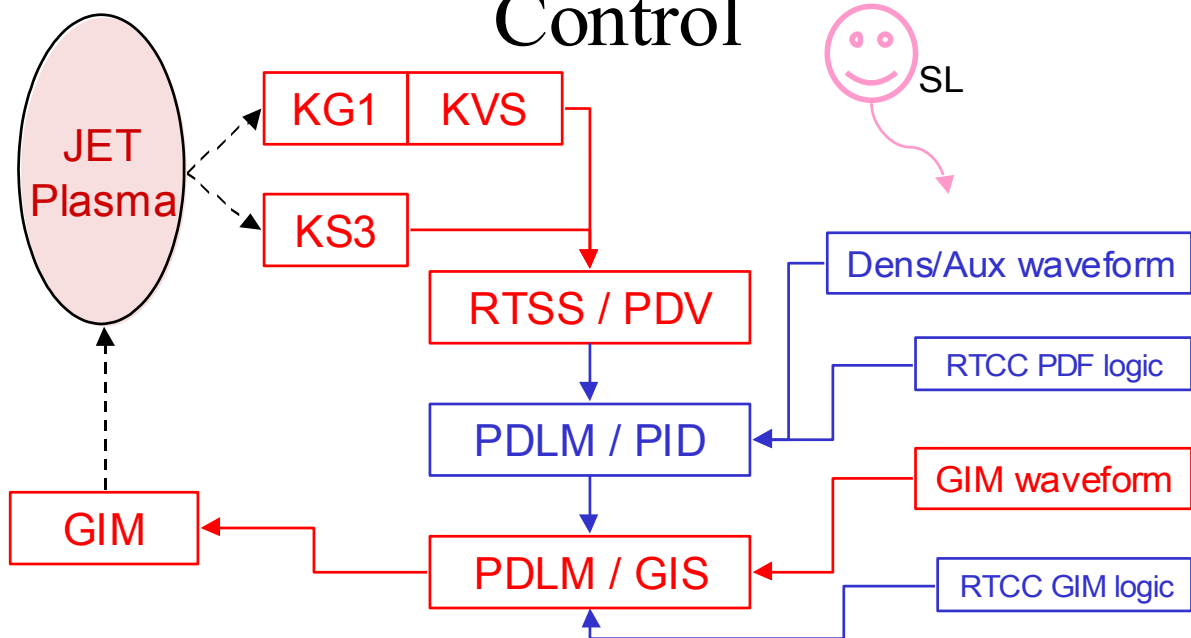 Control
SL
JET
Plasma
KG1
KVS
KS3
Dens/Aux waveform
RTSS / PDV
RTCC PDF logic
PDLM / PID
GIM waveform
GIM
PDLM / GIS
RTCC GIM logic